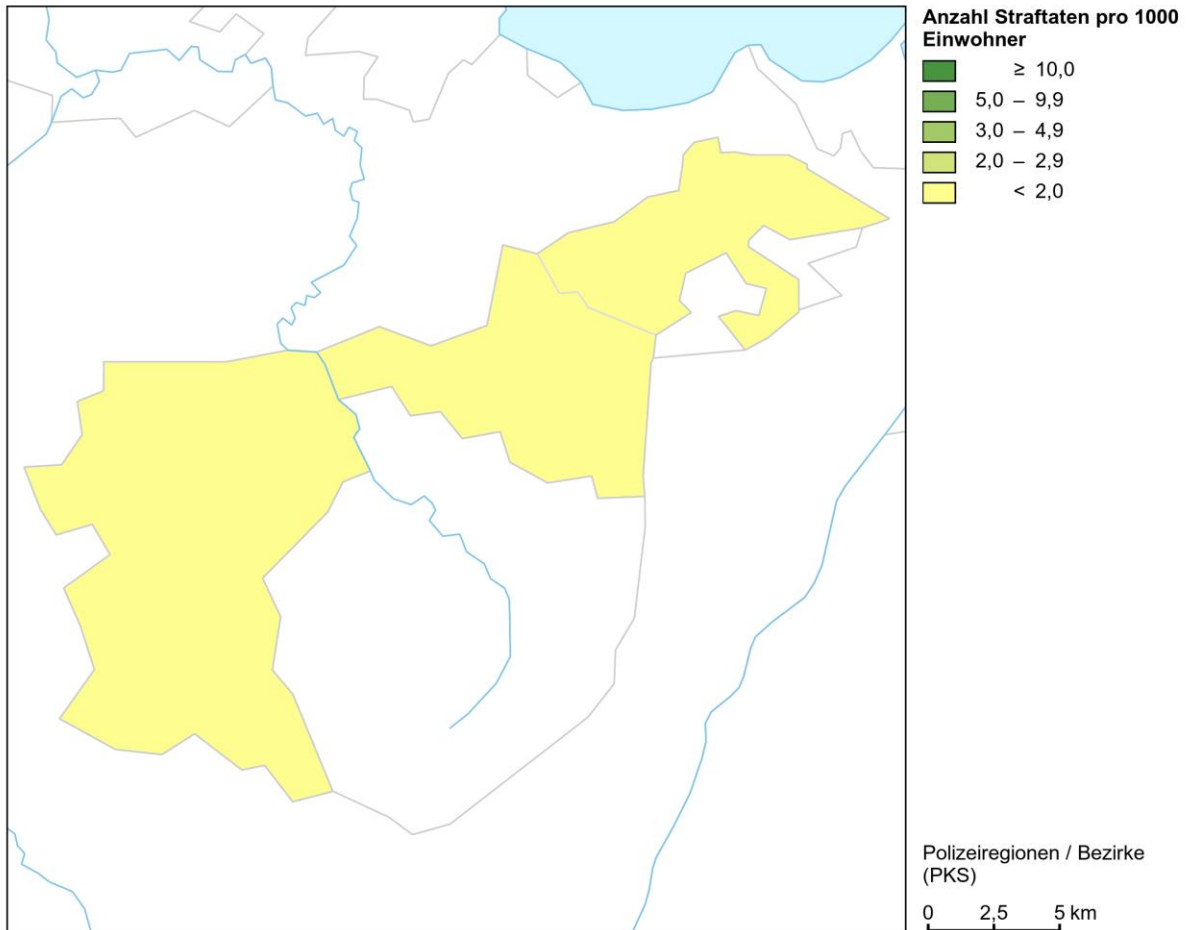 Anzahl Straftaten pro 1000
Einwohner
≥ 10,0
5,0 – 9,9
3,0 – 4,9
2,0 – 2,9
< 2,0
Polizeiregionen / Bezirke
(PKS)
0 2,5 5 km